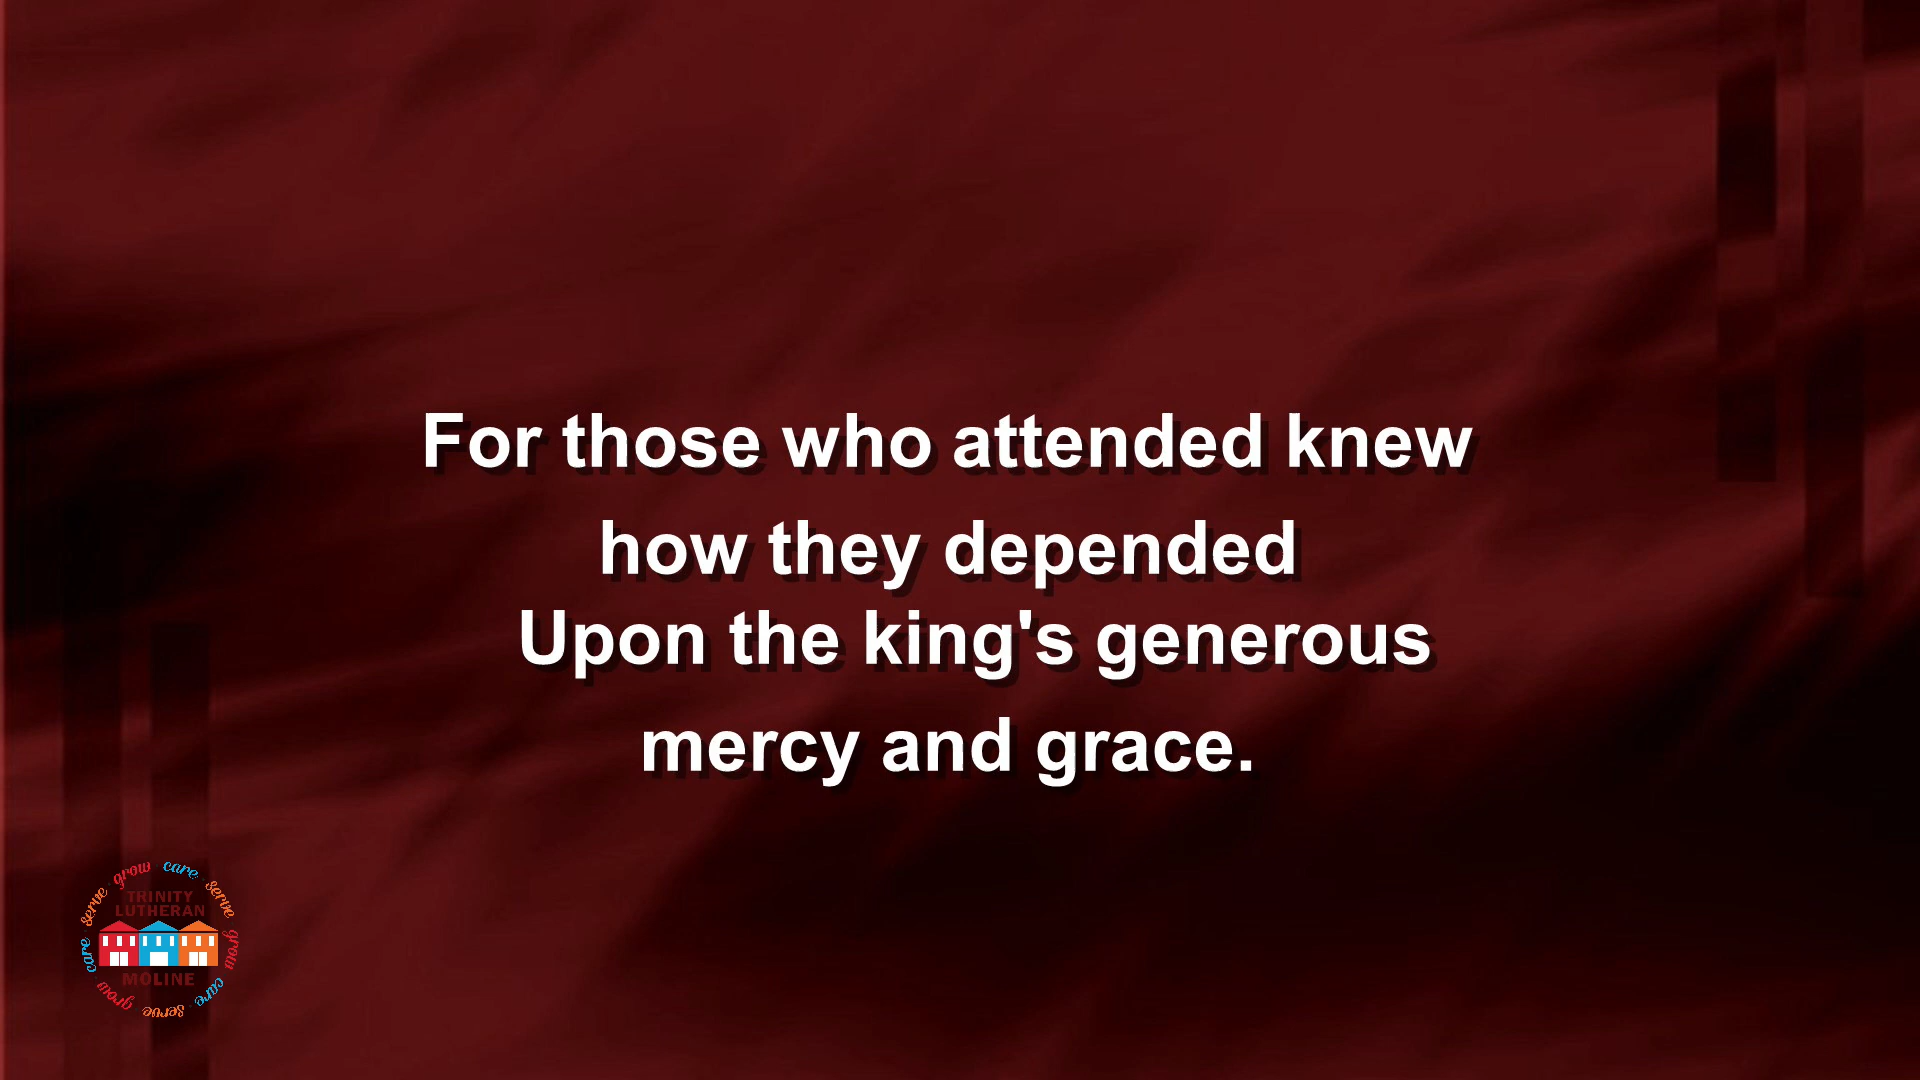 For those who attended knew
how they depended
Upon the king's generous
mercy and grace.
grow care serve grow care serve grow care serve
TRINITY
LUTHERAN
MOLINE